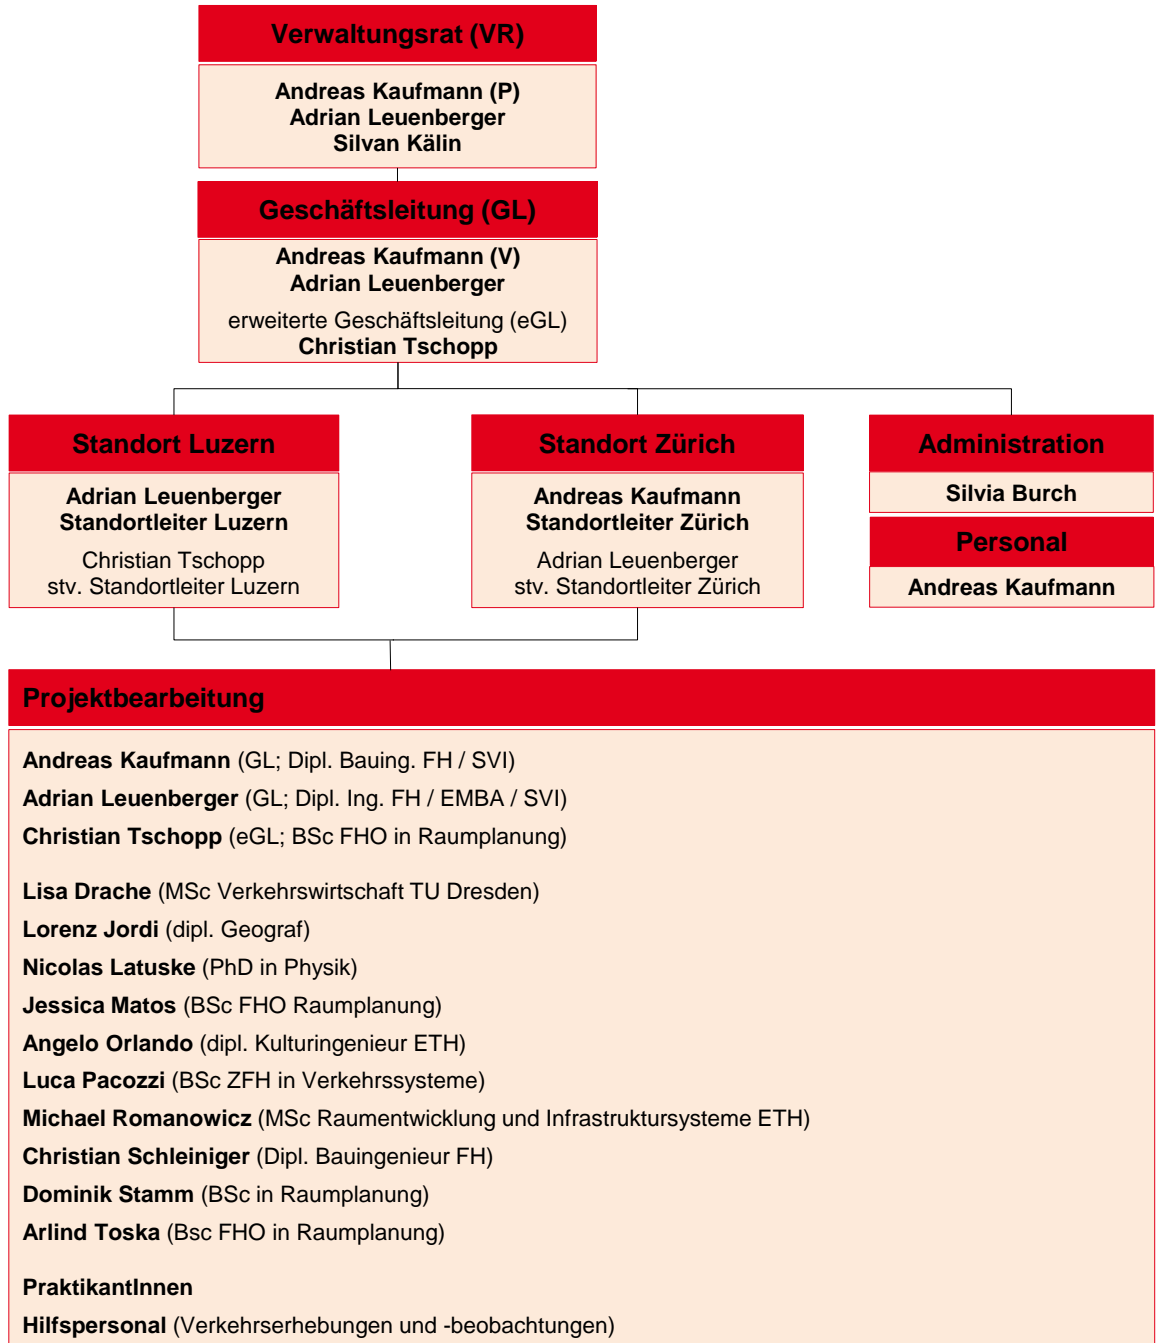 Verwaltungsrat (VR)
Andreas Kaufmann (P)
Adrian Leuenberger
Silvan Kälin
Geschäftsleitung (GL)
Andreas Kaufmann (V)
Adrian Leuenberger
erweiterte Geschäftsleitung (eGL)
Christian Tschopp
Standort Luzern
Adrian Leuenberger
Standortleiter Luzern
Christian Tschopp
stv. Standortleiter Luzern
Standort Zürich
Andreas Kaufmann
Standortleiter Zürich
Adrian Leuenberger
stv. Standortleiter Zürich
Administration
Silvia Burch
Personal
Andreas Kaufmann
Projektbearbeitung
Andreas Kaufmann (GL; Dipl. Bauing. FH / SVI)
Adrian Leuenberger (GL; Dipl. Ing. FH / EMBA / SVI)
Christian Tschopp (eGL; BSc FHO in Raumplanung)
Lisa Drache (MSc Verkehrswirtschaft TU Dresden)
Lorenz Jordi (dipl. Geograf)
Nicolas Latuske (PhD in Physik)
Jessica Matos (BSc FHO Raumplanung)
Angelo Orlando (dipl. Kulturingenieur ETH)
Luca Pacozzi (BSc ZFH in Verkehrssysteme)
Michael Romanowicz (MSc Raumentwicklung und Infrastruktursysteme ETH)
Christian Schleiniger (Dipl. Bauingenieur FH)
Dominik Stamm (BSc in Raumplanung)
Arlind Toska (Bsc FHO in Raumplanung)
PraktikantInnen
Hilfspersonal (Verkehrserhebungen und -beobachtungen)